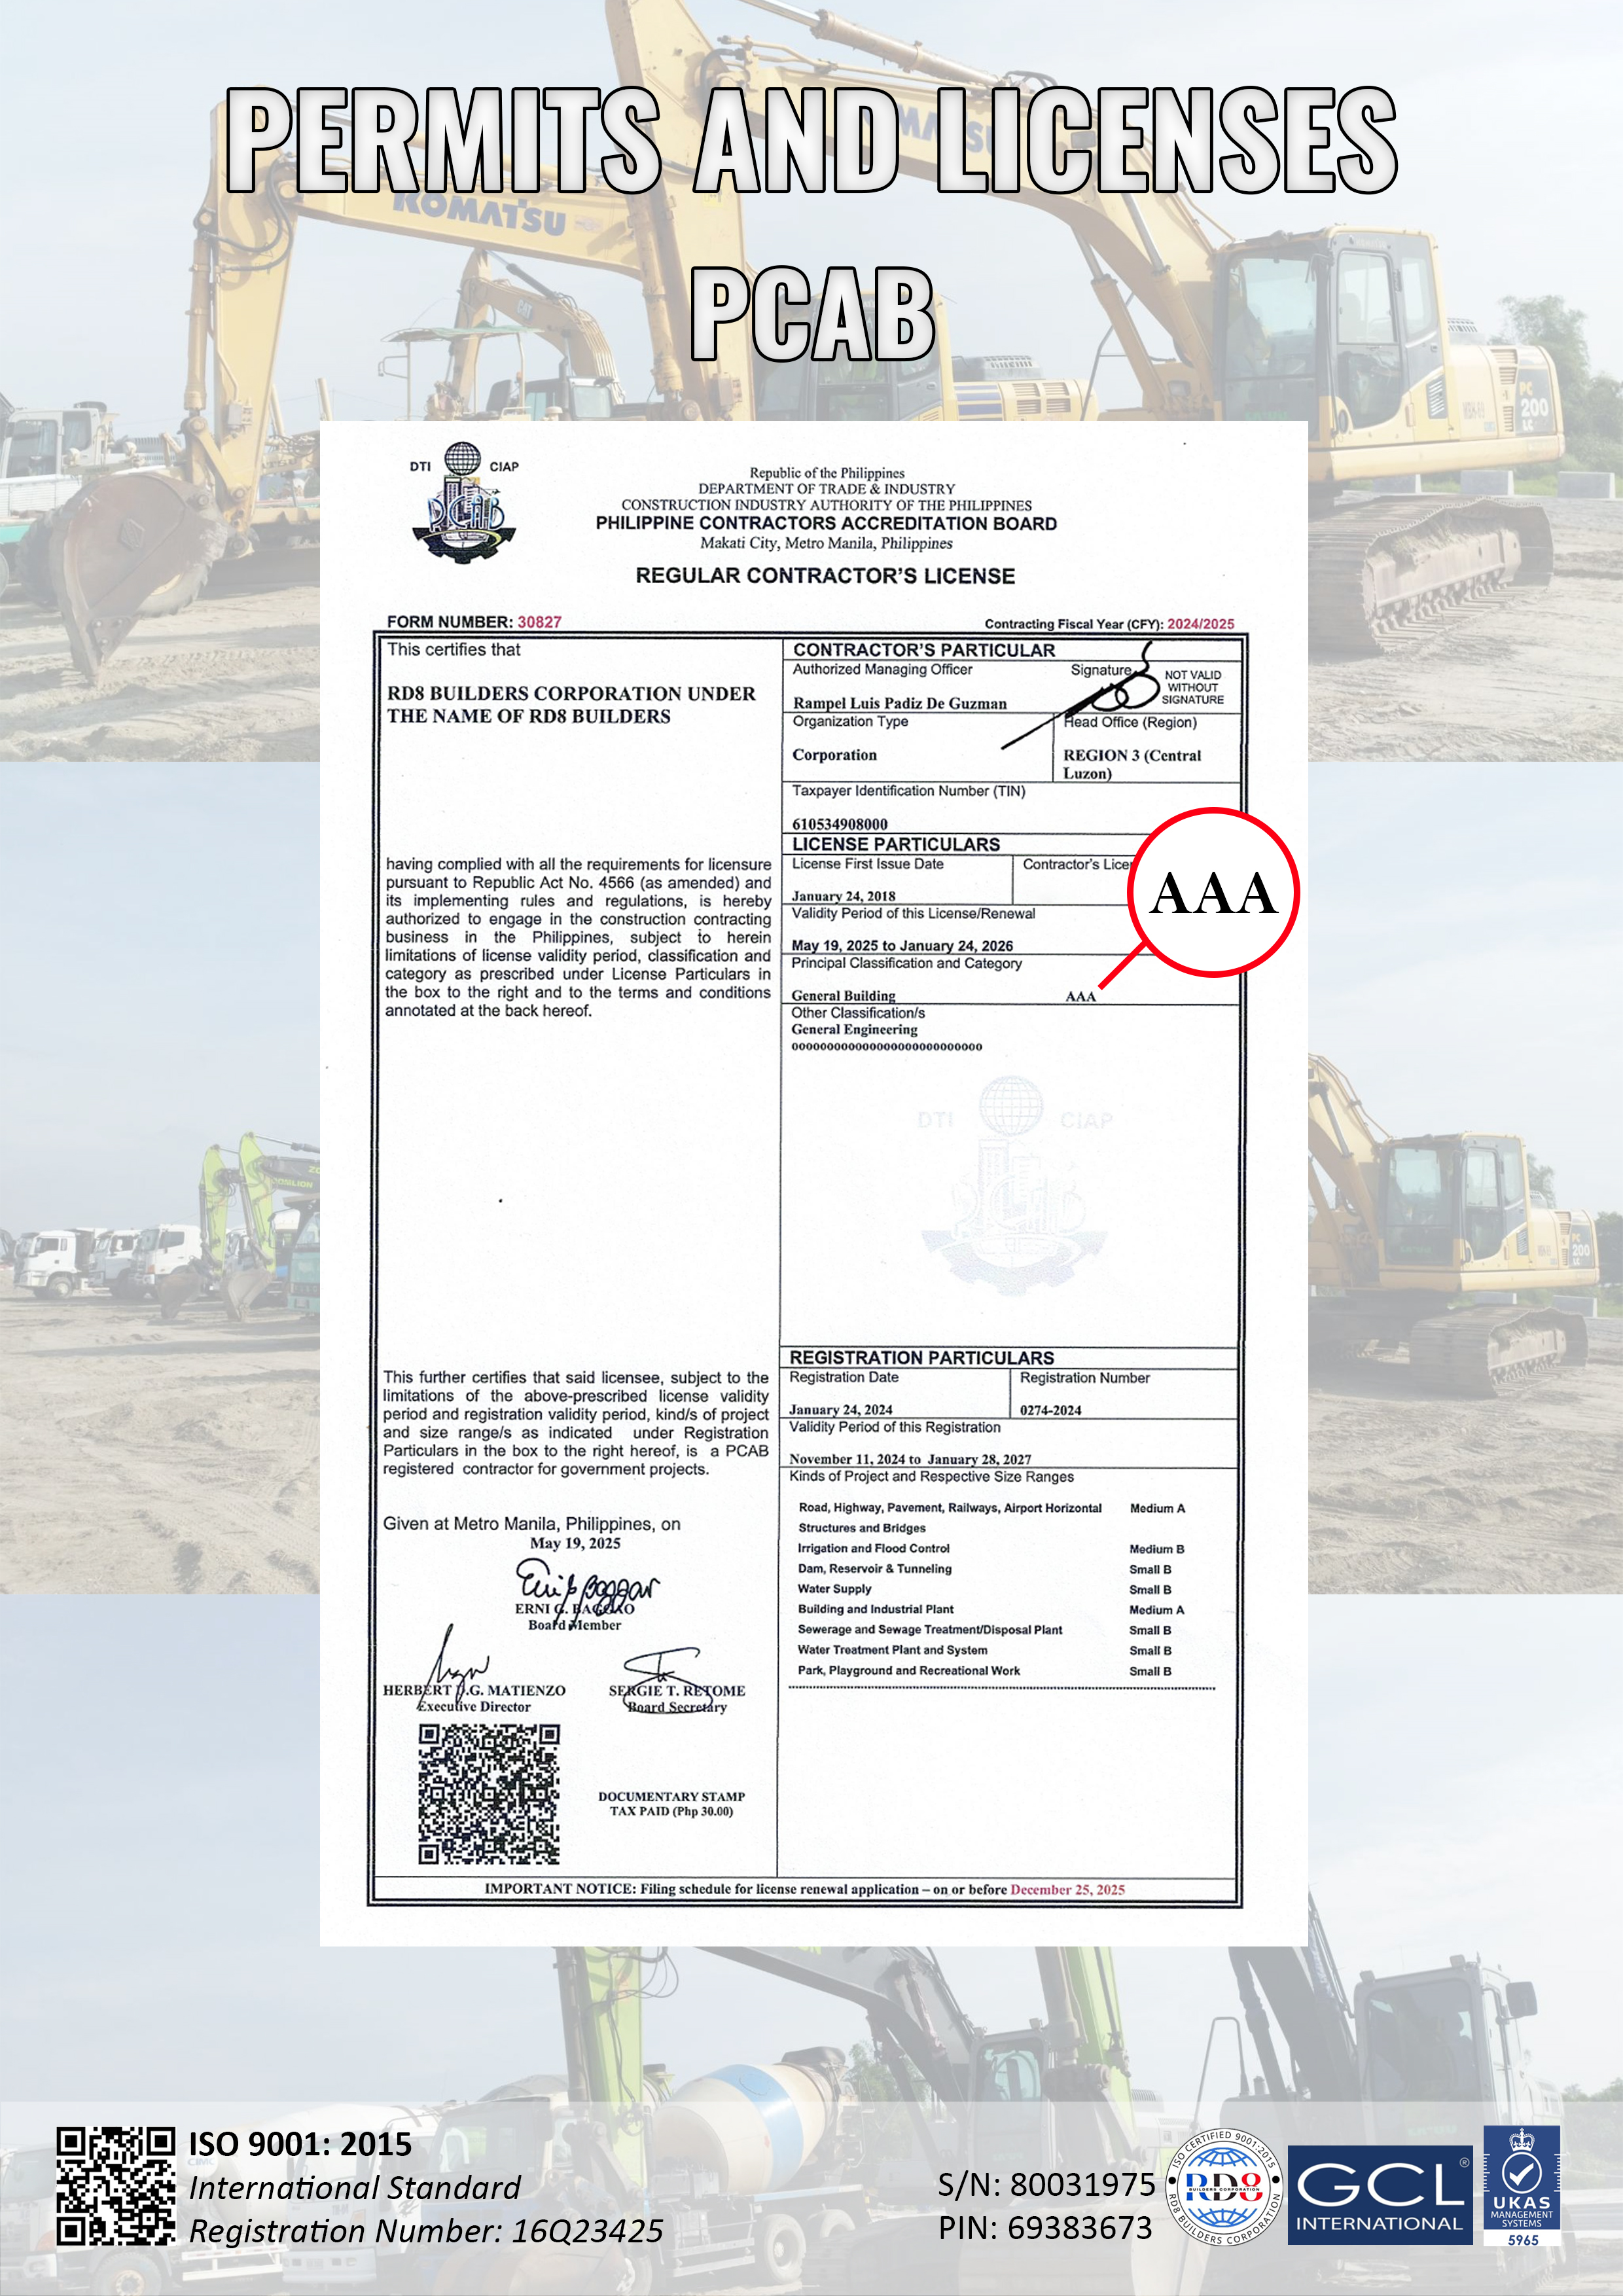 PERMITS AND LICENSES
PCAB
KOMATSU
DTI CIAP
PCAB
Republic of the Philippines
DEPARTMENT OF TRADE & INDUSTRY
CONSTRUCTION INDUSTRY AUTHORITY OF THE PHILIPPINES
PHILIPPINE CONTRACTORS ACCREDITATION BOARD
Makati City, Metro Manila, Philippines
REGULAR CONTRACTOR'S LICENSE
FORM NUMBER: 30827
Contracting Fiscal Year (CFY): 2024/2025
This certifies that
RD8 BUILDERS CORPORATION UNDER
THE NAME OF RD8 BUILDERS
having complied with all the requirements for licensure
pursuant to Republic Act No. 4566 (as amended) and
its implementing rules and regulations, is hereby
authorized to engage in the construction contracting
business in the Philippines, subject to herein
limitations of license validity period, classification and
category as prescribed under License Particulars in
the box to the right and to the terms and conditions
annotated at the back hereof.
This further certifies that said licensee, subject to the
limitations of the above-prescribed license validity
period and registration validity period, kind/s of project
and size range/s as indicated under Registration
Particulars in the box to the right hereof, is a PCAB
registered contractor for government projects.
Given at Metro Manila, Philippines, on
May 19, 2025
ERNI G. BAGGAO
Board Member
HERBERT D.G. MATIENZO
Executive Director
SERGIE T. RETOME
Board Secretary
DOCUMENTARY STAMP
TAX PAID (Php 30.00)
CONTRACTOR'S PARTICULAR
Authorized Managing Officer
Signature
NOT VALID
WITHOUT
SIGNATURE
Rampel Luis Padiz De Guzman
Organization Type
Head Office (Region)
Corporation
REGION 3 (Central
Luzon)
Taxpayer Identification Number (TIN)
610534908000
LICENSE PARTICULARS
License First Issue Date
Contractor's
January 24, 2018
Validity Period of this License/Renewal
May 19, 2025 to January 24, 2026
Principal Classification and Category
General Building AAA
AAA
Other Classification/s
General Engineering
DTI CIAP
REGISTRATION PARTICULARS
Registration Date
Registration Number
January 24, 2024
0274-2024
Validity Period of this Registration
November 11, 2024 to January 28, 2027
Kinds of Project and Respective Size Ranges
Road, Highway, Pavement, Railways, Airport Horizontal Medium A
Structures and Bridges
Irrigation and Flood Control Medium B
Dam, Reservoir & Tunneling Small B
Water Supply Small B
Building and Industrial Plant Medium A
Sewerage and Sewage Treatment/Disposal Plant Small B
Water Treatment Plant and System Small B
Park, Playground and Recreational Work Small B
IMPORTANT NOTICE: Filing schedule for license renewal application – on or before December 25, 2025
CAT
PC
200
LC
PC
200
ISO 9001: 2015
International Standard
Registration Number: 16Q23425
S/N: 80031975
PIN: 69383673
ISO CERTIFIED 9001:2015
RD8
BUILDERS CORPORATION
RD8 BUILDERS CORPORATION
GCL ®
INTERNATIONAL
UKAS
MANAGEMENT
SYSTEMS
5965